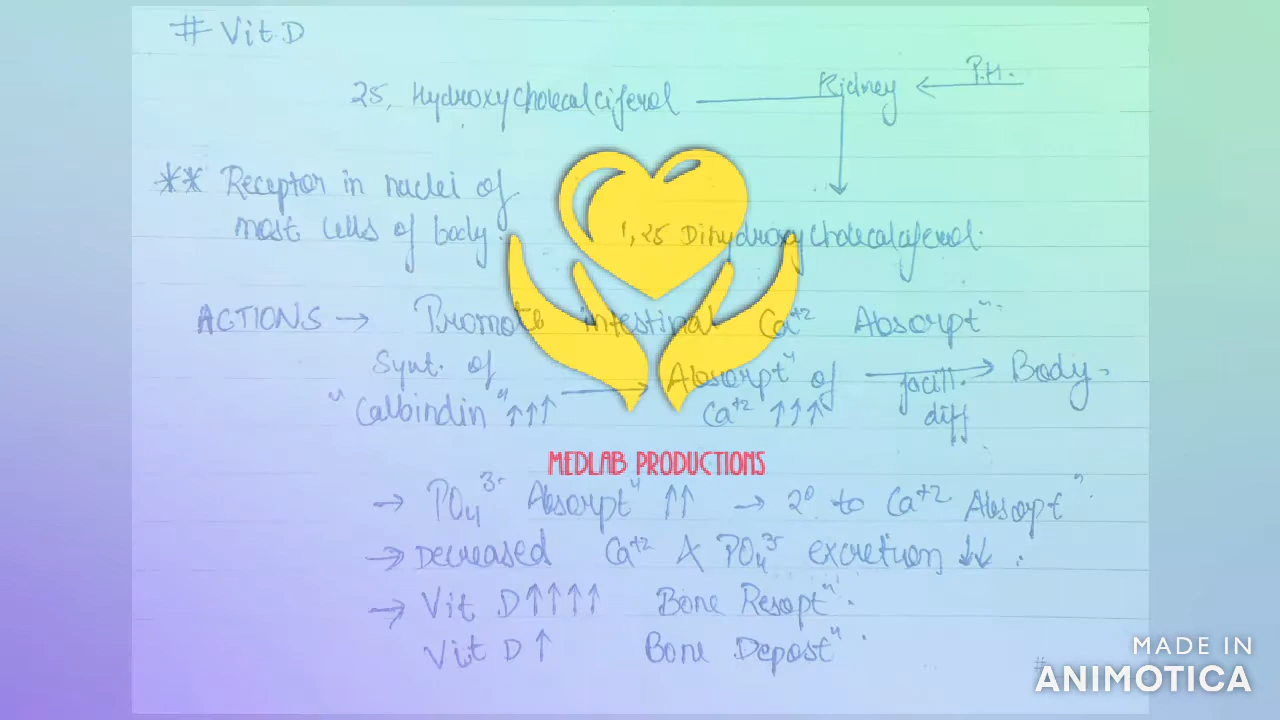 # Vit D
25, Hydroxycholecalciferol Kidney P.H.
** Receptor in nuclei of
most cells of body.
1,25 Dihydroxycholecalciferol.
ACTIONS → Promote intestinal Ca+2 Absorptn
Synt. of
"Calbindin" ↑↑↑ → Absorptn of Ca+2 ↑↑↑ → facill. diffn Body
MEDLAB PRODUCTIONS
→ PO4 3- Absorptn ↑↑ → 2° to Ca+2 Absorptn.
→ Decreased Ca+2 & PO4 3- excretion ↓↓.
→ Vit D ↑↑↑↑ Bone Resoptn.
Vit D ↑ Bone Depostn.
MADE IN
ANIMOTICA